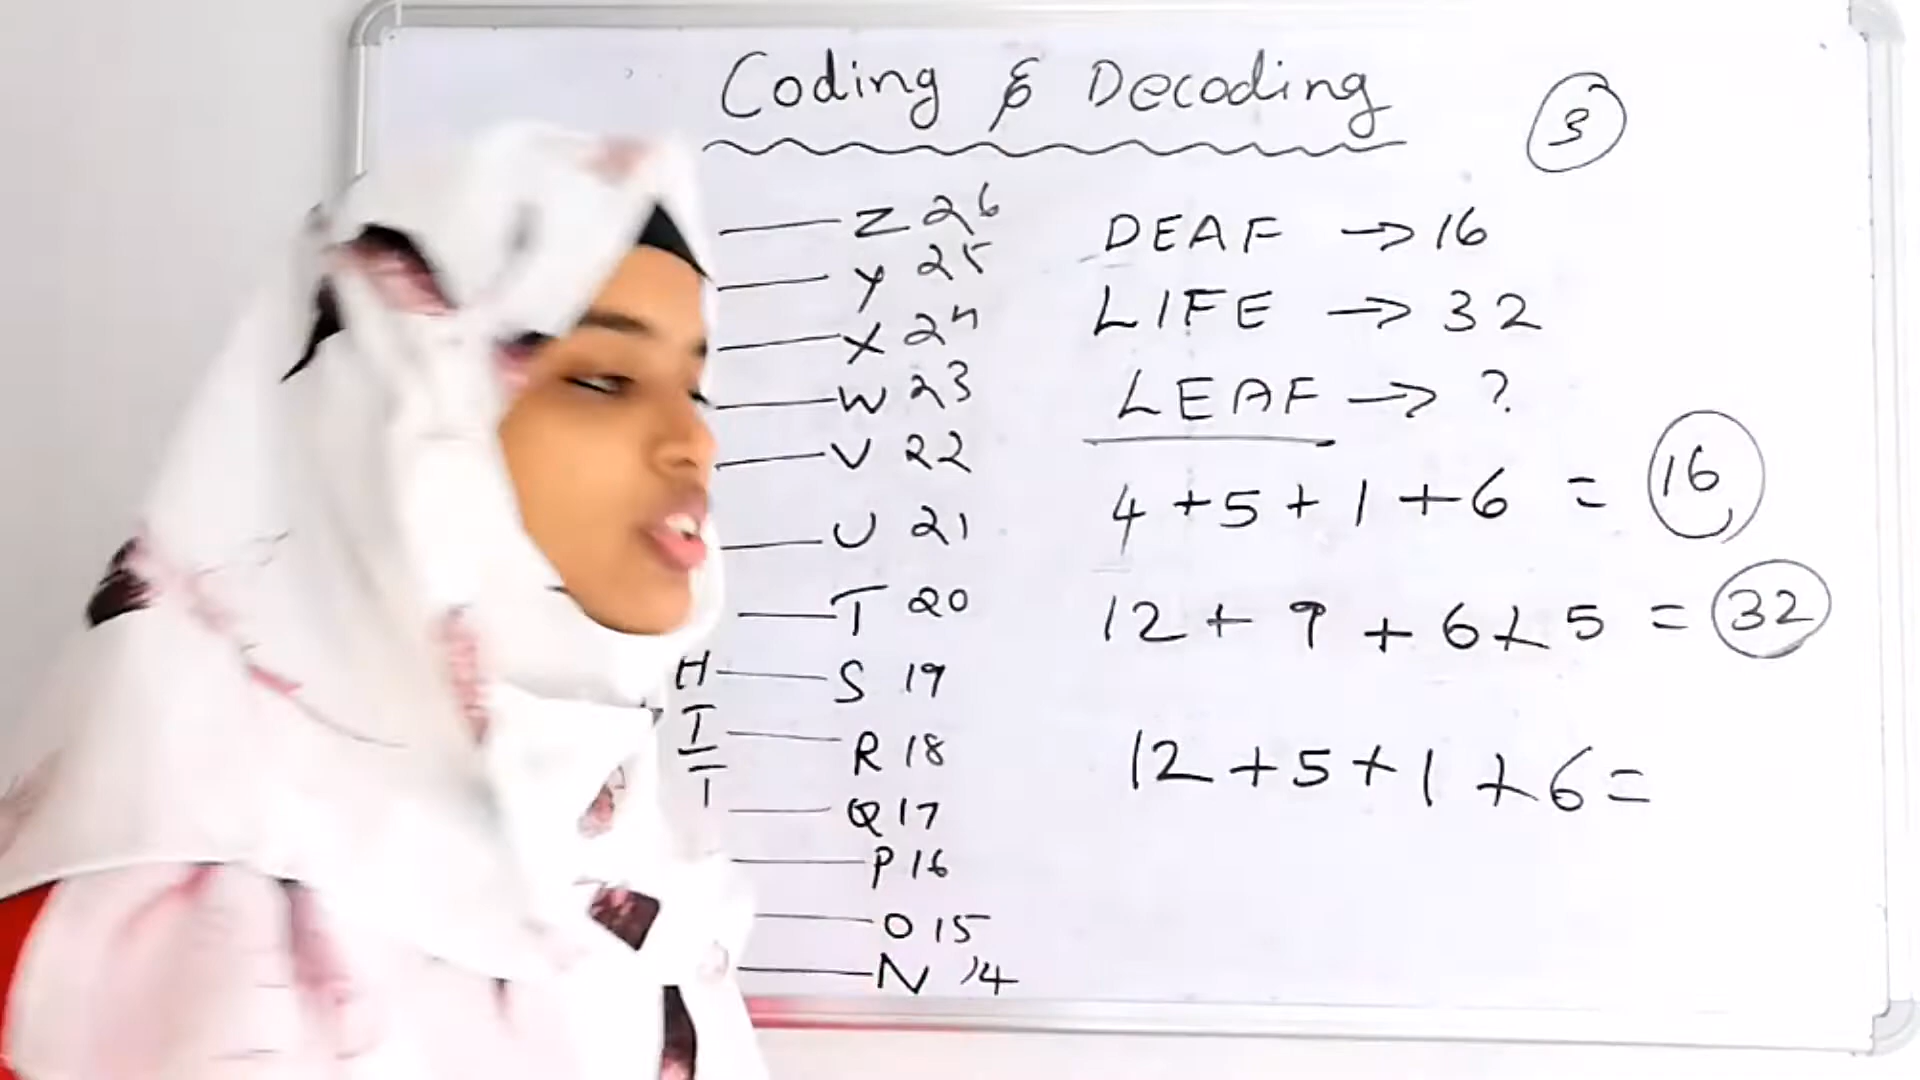 Coding & Decoding
3
Z 26
Y 25
X 24
W 23
V 22
U 21
T 20
H S 19
I R 18
Q 17
P 16
O 15
N 14
DEAF → 16
LIFE → 32
LEAF → ?
4 + 5 + 1 + 6 = 16
12 + 9 + 6 + 5 = 32
12 + 5 + 1 + 6 =